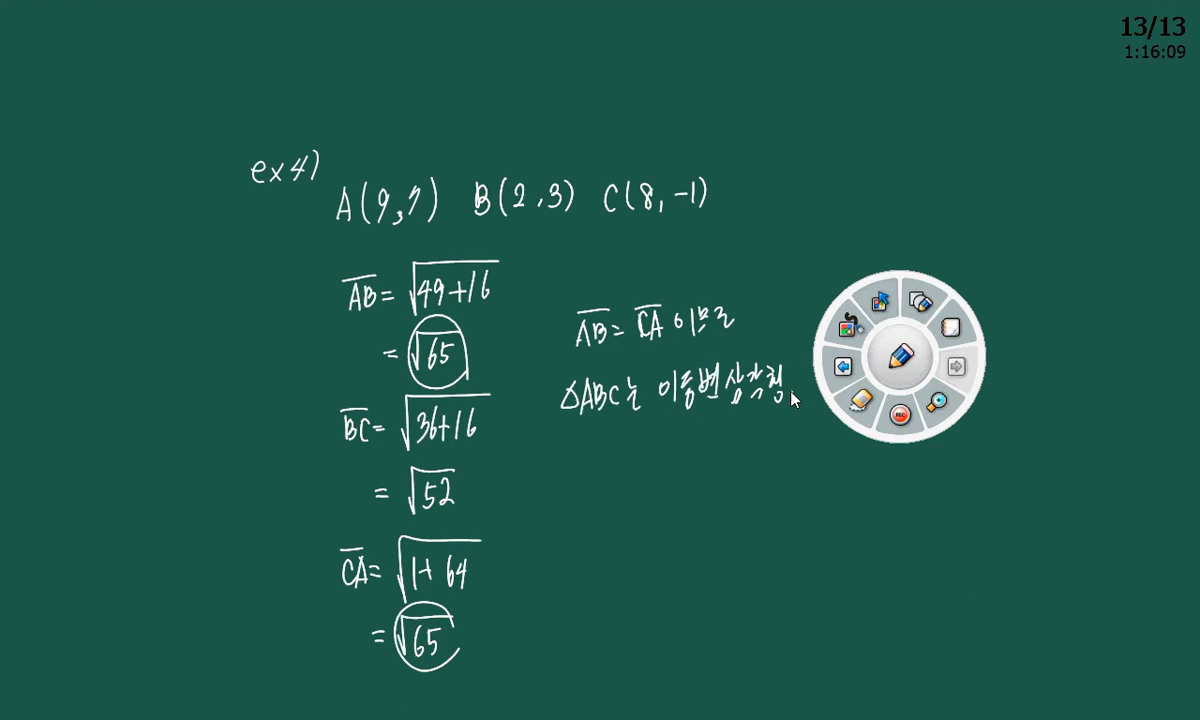 13/13
1:16:09
ex4)
A(9,7) B(2,3) C(8,-1)
AB= √49+16
= √65
BC= √36+16
= √52
CA= √1+64
= √65
AB= CA 이므로
△ABC는 이등변삼각형
REC